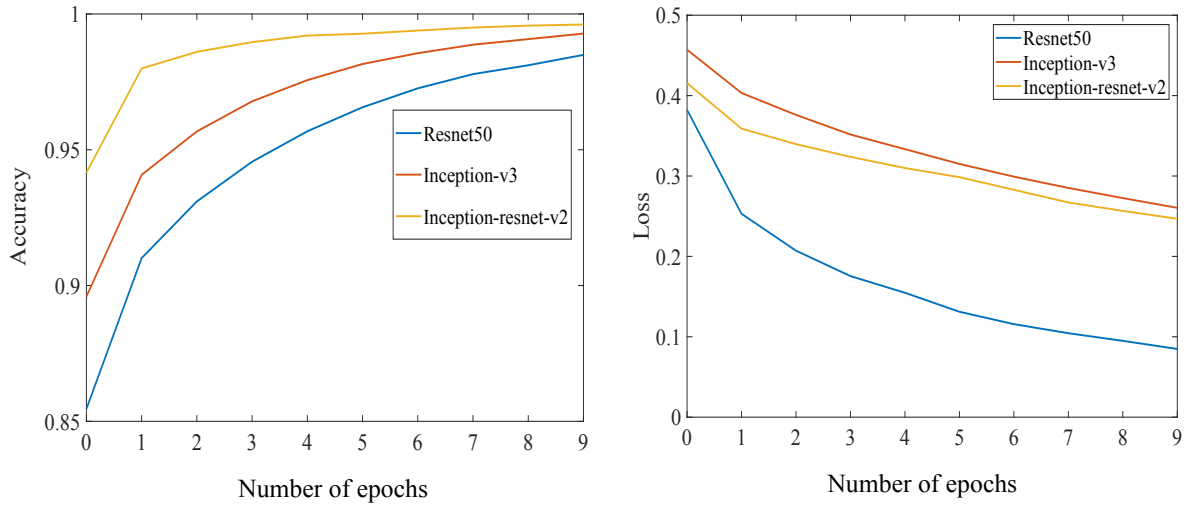 1
0.95
0.9
0.85
Accuracy
0 1 2 3 4 5 6 7 8 9
Number of epochs
Resnet50
Inception-v3
Inception-resnet-v2
0.5
0.4
0.3
0.2
0.1
0
Loss
0 1 2 3 4 5 6 7 8 9
Number of epochs
Resnet50
Inception-v3
Inception-resnet-v2